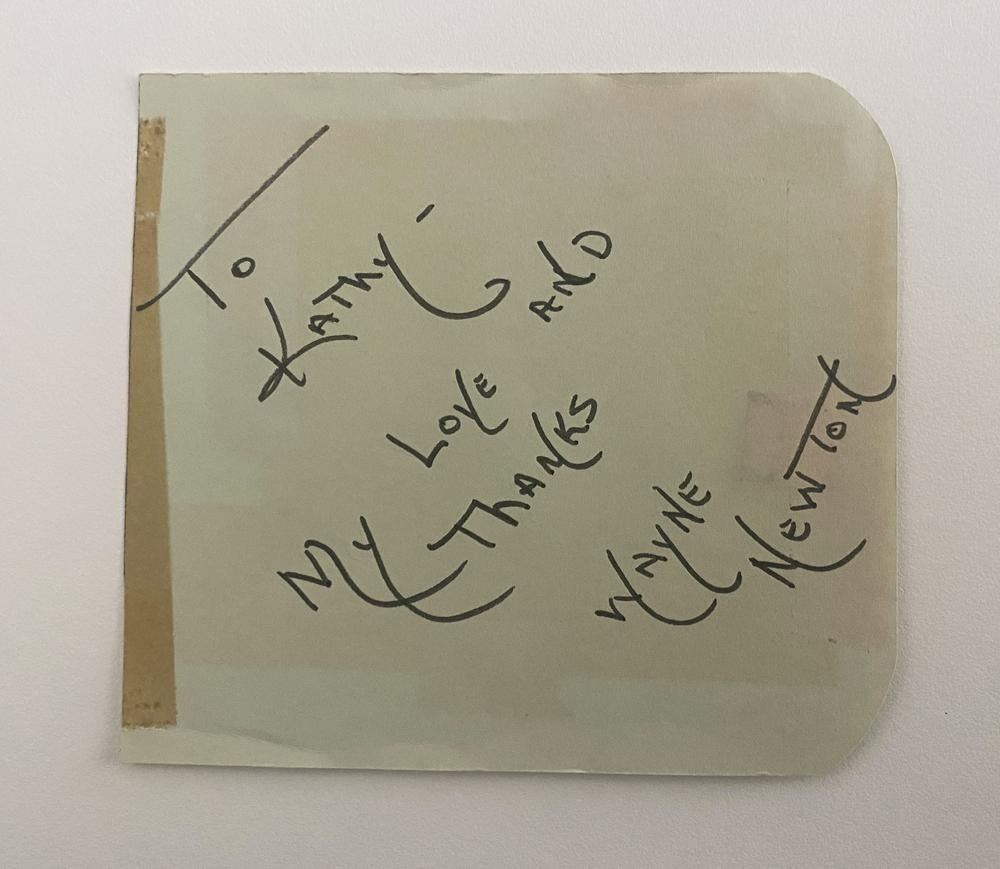 To
Kathy -
My Love and
Thanks
Wayne
Newton